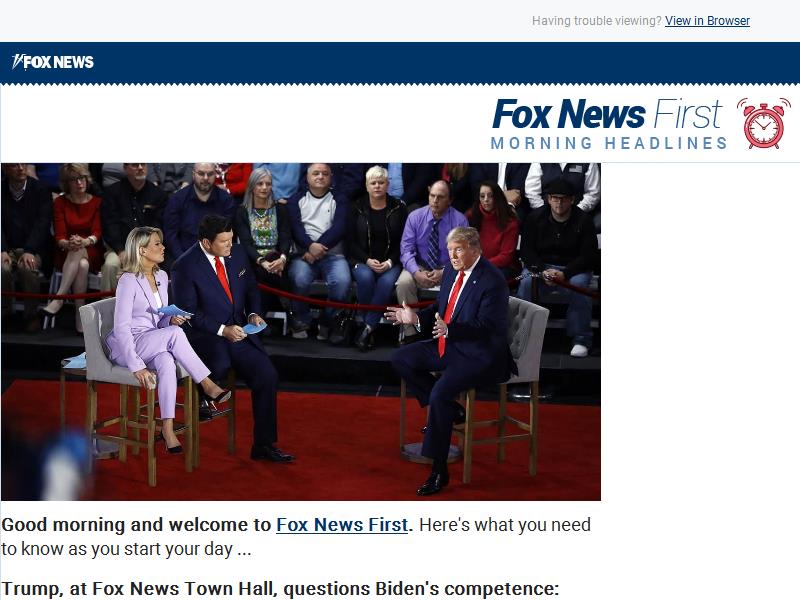 Having trouble viewing? View in Browser
FOX NEWS
Fox News First
MORNING HEADLINES
Good morning and welcome to Fox News First. Here's what you need
to know as you start your day ...
Trump, at Fox News Town Hall, questions Biden's competence: